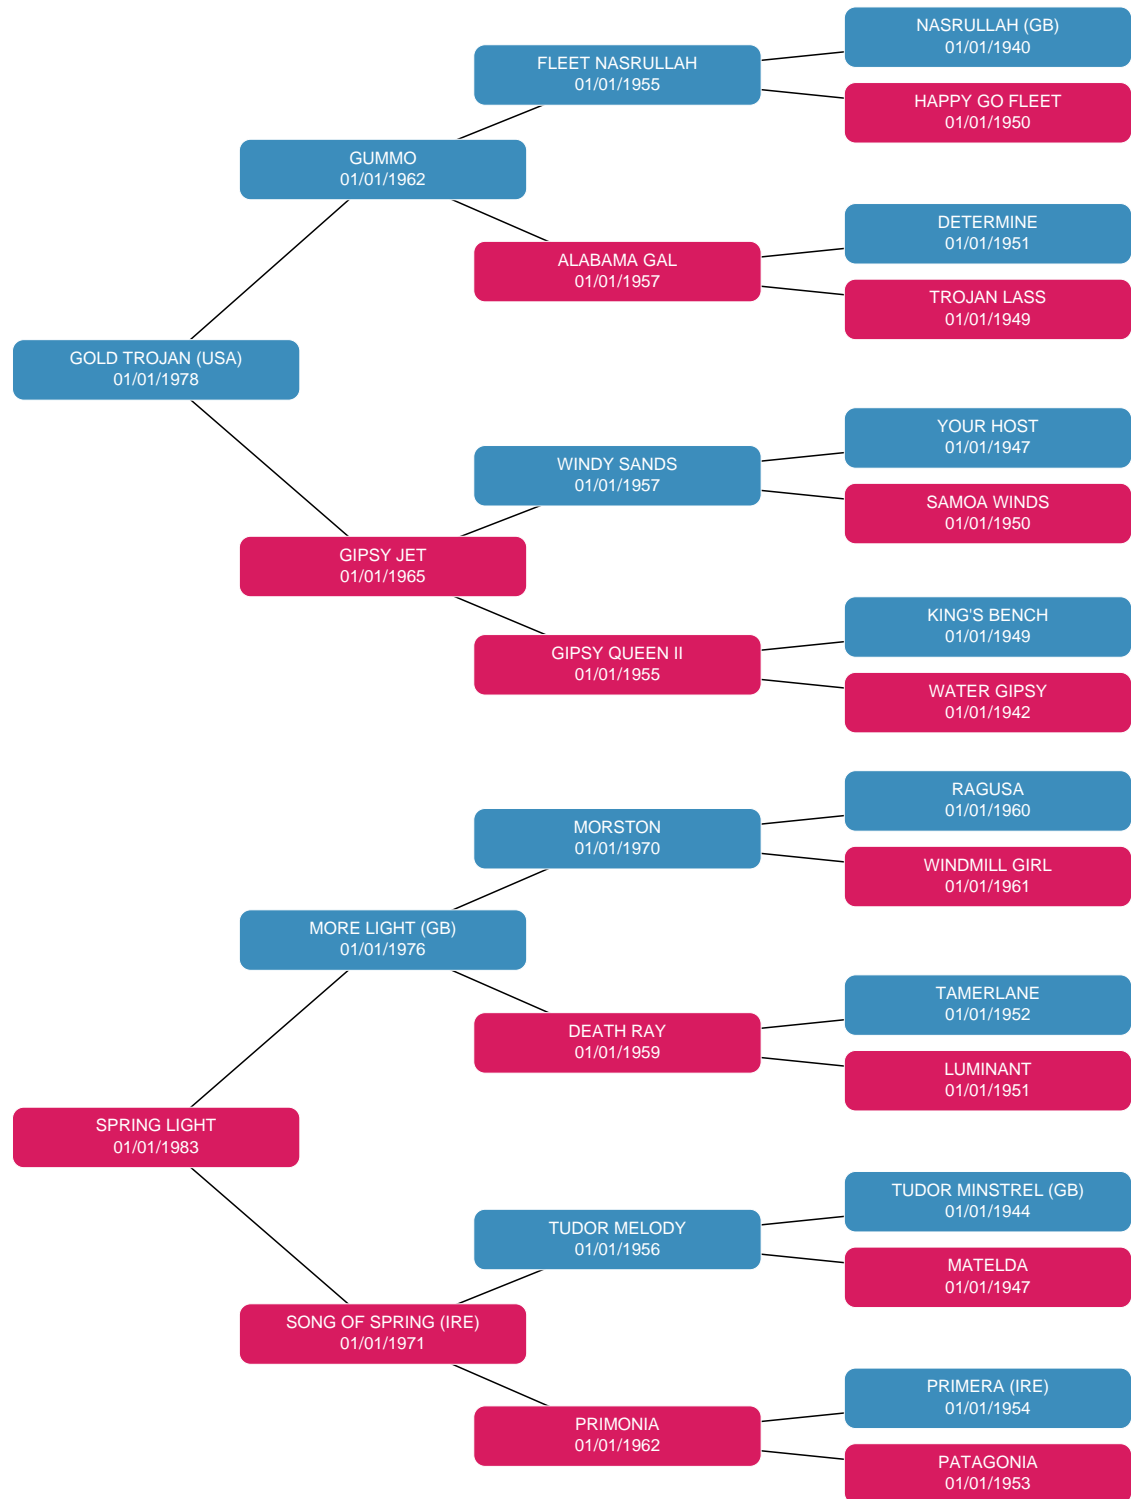 NASRULLAH (GB)
01/01/1940
FLEET NASRULLAH
01/01/1955
HAPPY GO FLEET
01/01/1950
GUMMO
01/01/1962
DETERMINE
01/01/1951
ALABAMA GAL
01/01/1957
TROJAN LASS
01/01/1949
GOLD TROJAN (USA)
01/01/1978
YOUR HOST
01/01/1947
WINDY SANDS
01/01/1957
SAMOA WINDS
01/01/1950
GIPSY JET
01/01/1965
KING'S BENCH
01/01/1949
GIPSY QUEEN II
01/01/1955
WATER GIPSY
01/01/1942
RAGUSA
01/01/1960
MORSTON
01/01/1970
WINDMILL GIRL
01/01/1961
MORE LIGHT (GB)
01/01/1976
TAMERLANE
01/01/1952
DEATH RAY
01/01/1959
LUMINANT
01/01/1951
SPRING LIGHT
01/01/1983
TUDOR MINSTREL (GB)
01/01/1944
TUDOR MELODY
01/01/1956
MATELDA
01/01/1947
SONG OF SPRING (IRE)
01/01/1971
PRIMERA (IRE)
01/01/1954
PRIMONIA
01/01/1962
PATAGONIA
01/01/1953